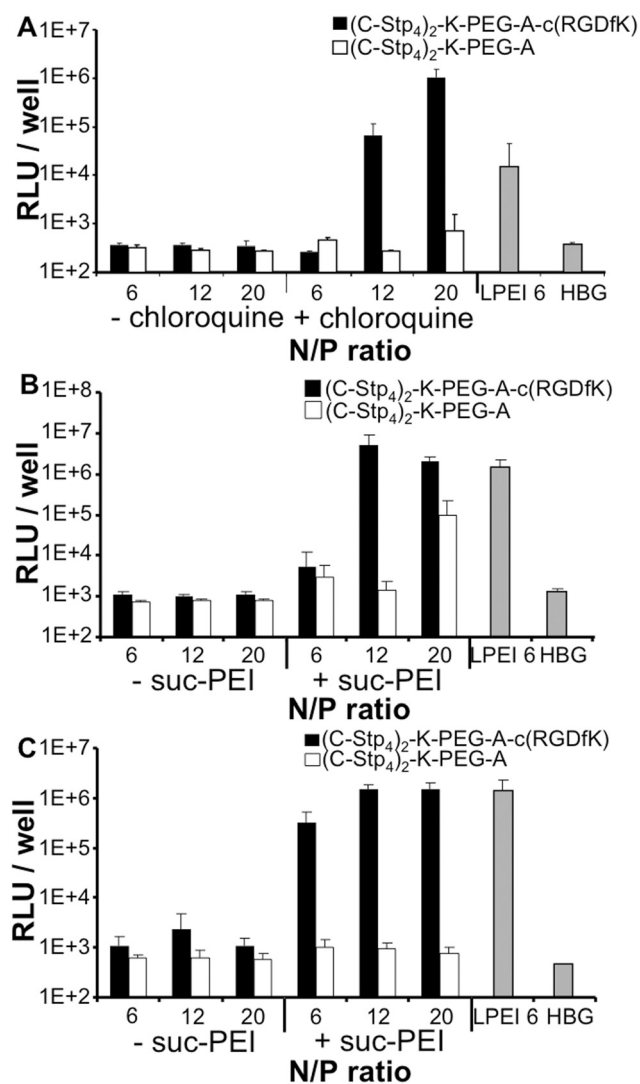 A
(C-Stp4)2-K-PEG-A-c(RGDfK)
(C-Stp4)2-K-PEG-A
RLU / well
1E+7
1E+6
1E+5
1E+4
1E+3
1E+2
6 12 20 6 12 20 LPEI 6 HBG
- chloroquine + chloroquine
N/P ratio
B
(C-Stp4)2-K-PEG-A-c(RGDfK)
(C-Stp4)2-K-PEG-A
RLU / well
1E+8
1E+7
1E+6
1E+5
1E+4
1E+3
1E+2
6 12 20 6 12 20 LPEI 6 HBG
- suc-PEI + suc-PEI
N/P ratio
C
(C-Stp4)2-K-PEG-A-c(RGDfK)
(C-Stp4)2-K-PEG-A
RLU / well
1E+7
1E+6
1E+5
1E+4
1E+3
1E+2
6 12 20 6 12 20 LPEI 6 HBG
- suc-PEI + suc-PEI
N/P ratio